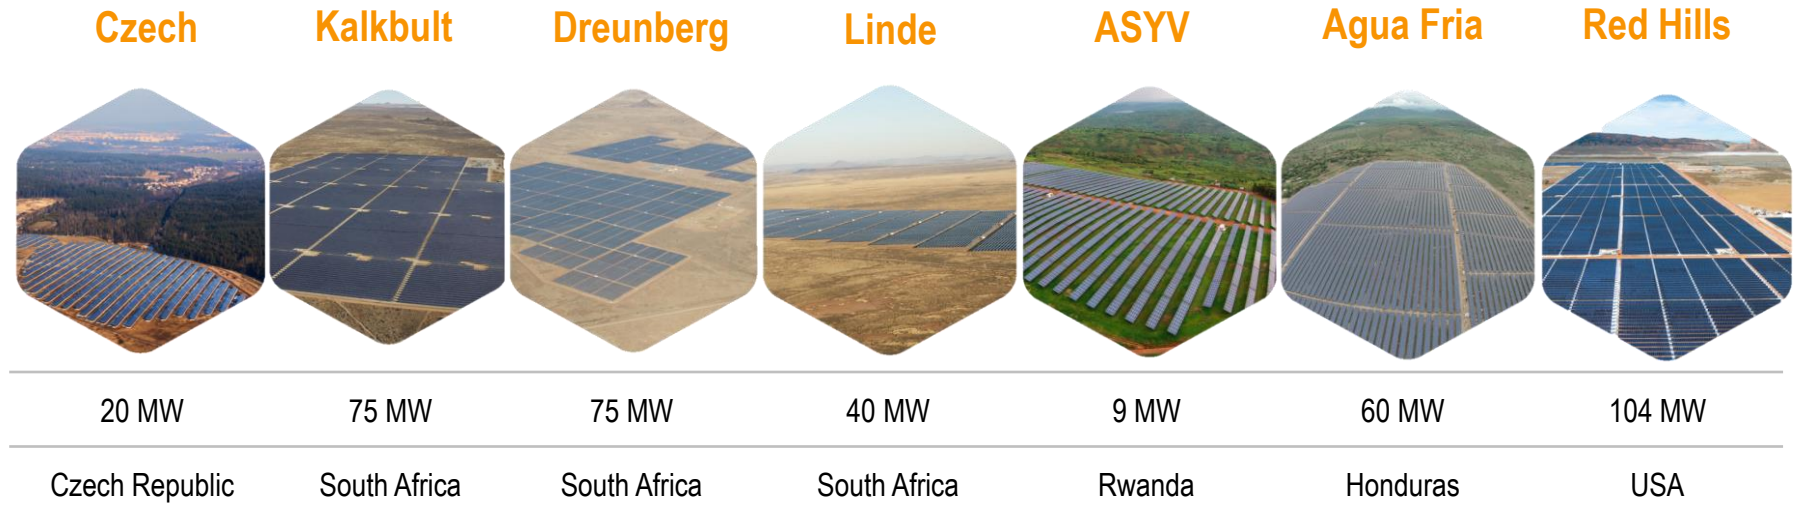 Czech Kalkbult Dreunberg Linde ASYV Agua Fria Red Hills
20 MW 75 MW 75 MW 40 MW 9 MW 60 MW 104 MW
Czech Republic South Africa South Africa South Africa Rwanda Honduras USA